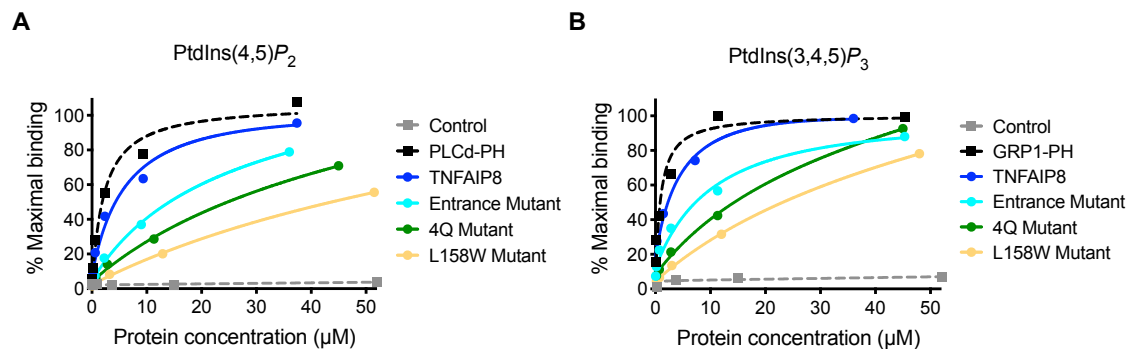 A
PtdIns(4,5)P2
% Maximal binding
100
80
60
40
20
0
0 10 20 30 40 50
Protein concentration (µM)
Control
PLCd-PH
TNFAIP8
Entrance Mutant
4Q Mutant
L158W Mutant
B
PtdIns(3,4,5)P3
% Maximal binding
100
80
60
40
20
0
0 10 20 30 40 50
Protein concentration (µM)
Control
GRP1-PH
TNFAIP8
Entrance Mutant
4Q Mutant
L158W Mutant